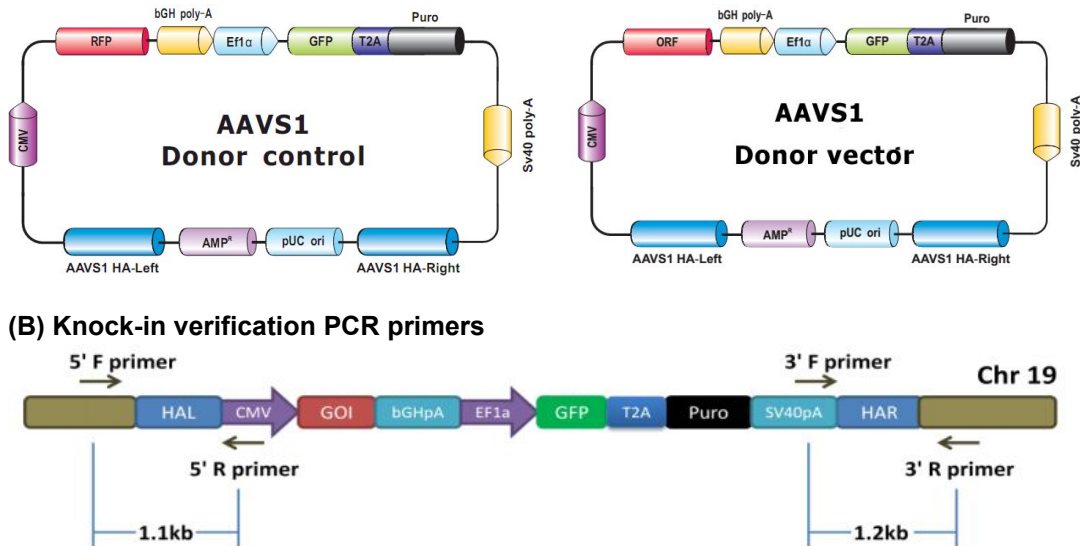 bGH poly-A
Puro
RFP
Ef1α
GFP
T2A
CMV
AAVS1
Donor control
Sv40 poly-A
AMPᴿ
pUC ori
AAVS1 HA-Left
AAVS1 HA-Right
bGH poly-A
Puro
ORF
Ef1α
GFP
T2A
CMV
AAVS1
Donor vector
Sv40 poly-A
AMPᴿ
pUC ori
AAVS1 HA-Left
AAVS1 HA-Right
(B) Knock-in verification PCR primers
5' F primer
3' F primer
Chr 19
HAL
CMV
GOI
bGHpA
EF1a
GFP
T2A
Puro
SV40pA
HAR
5' R primer
3' R primer
1.1kb
1.2kb